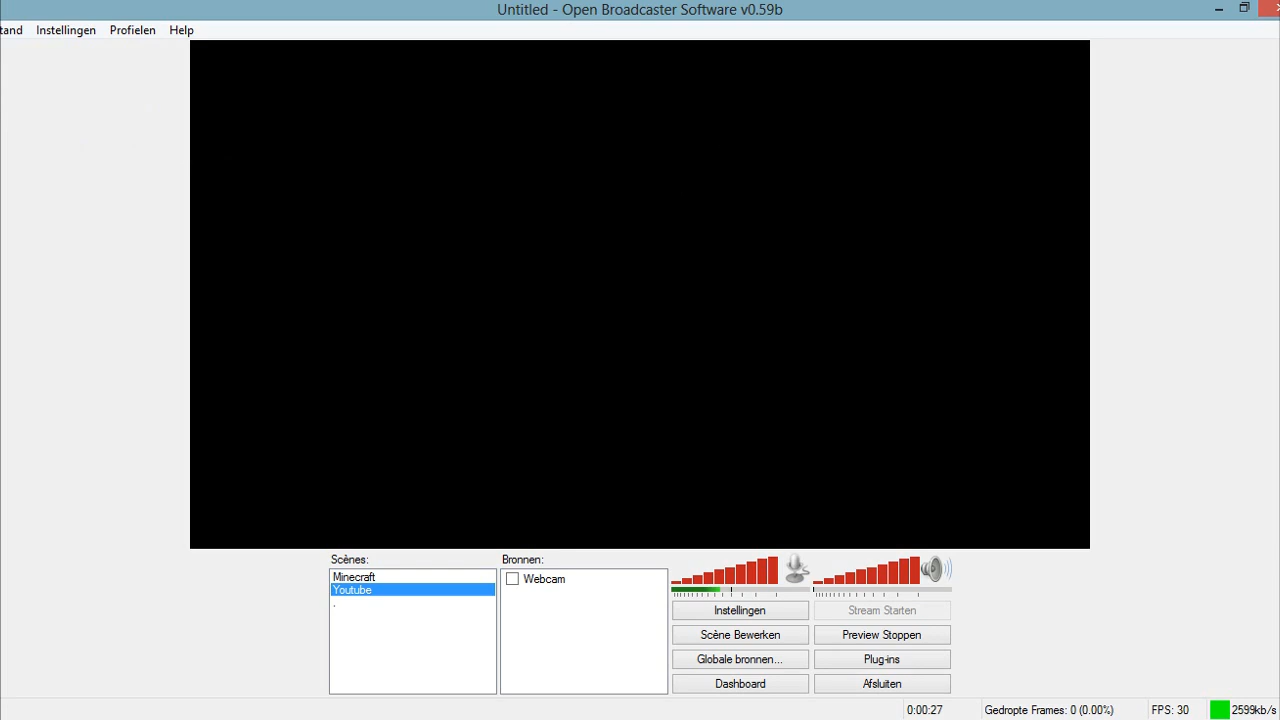 Untitled - Open Broadcaster Software v0.59b
tand Instellingen Profielen Help
Scènes: Bronnen:
Minecraft
Youtube
.
Webcam
Instellingen Stream Starten
Scène Bewerken Preview Stoppen
Globale bronnen... Plug-ins
Dashboard Afsluiten
0:00:27 Gedropte Frames: 0 (0.00%) FPS: 30 2599kb/s